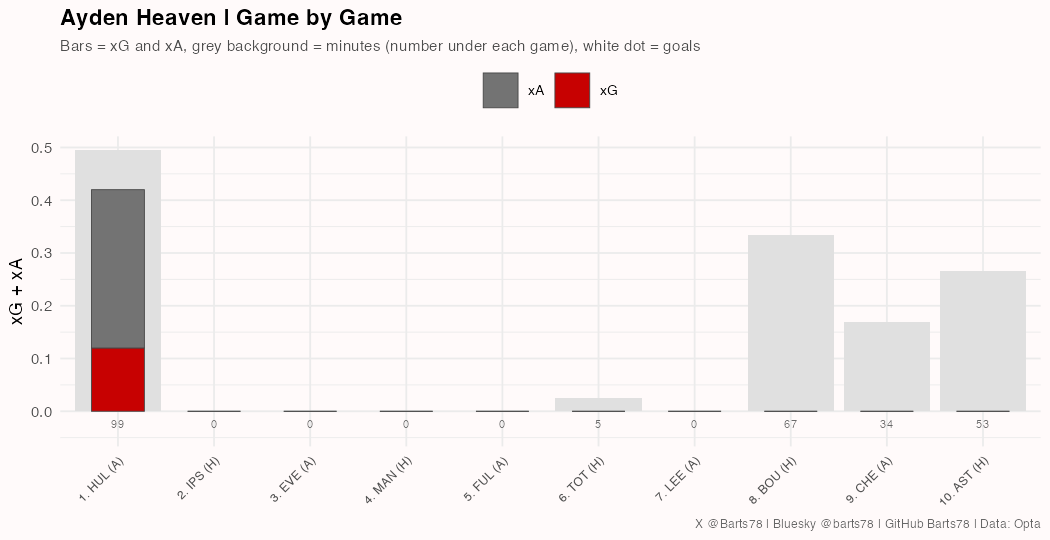 Ayden Heaven | Game by Game
Bars = xG and xA, grey background = minutes (number under each game), white dot = goals
xA xG
xG + xA
0.5
0.4
0.3
0.2
0.1
0.0
99 0 0 0 0 5 0 67 34 53
1. HUL (A) 2. IPS (H) 3. EVE (A) 4. MAN (H) 5. FUL (A) 6. TOT (H) 7. LEE (A) 8. BOU (H) 9. CHE (A) 10. AST (H)
X @Barts78 | Bluesky @barts78 | GitHub Barts78 | Data: Opta